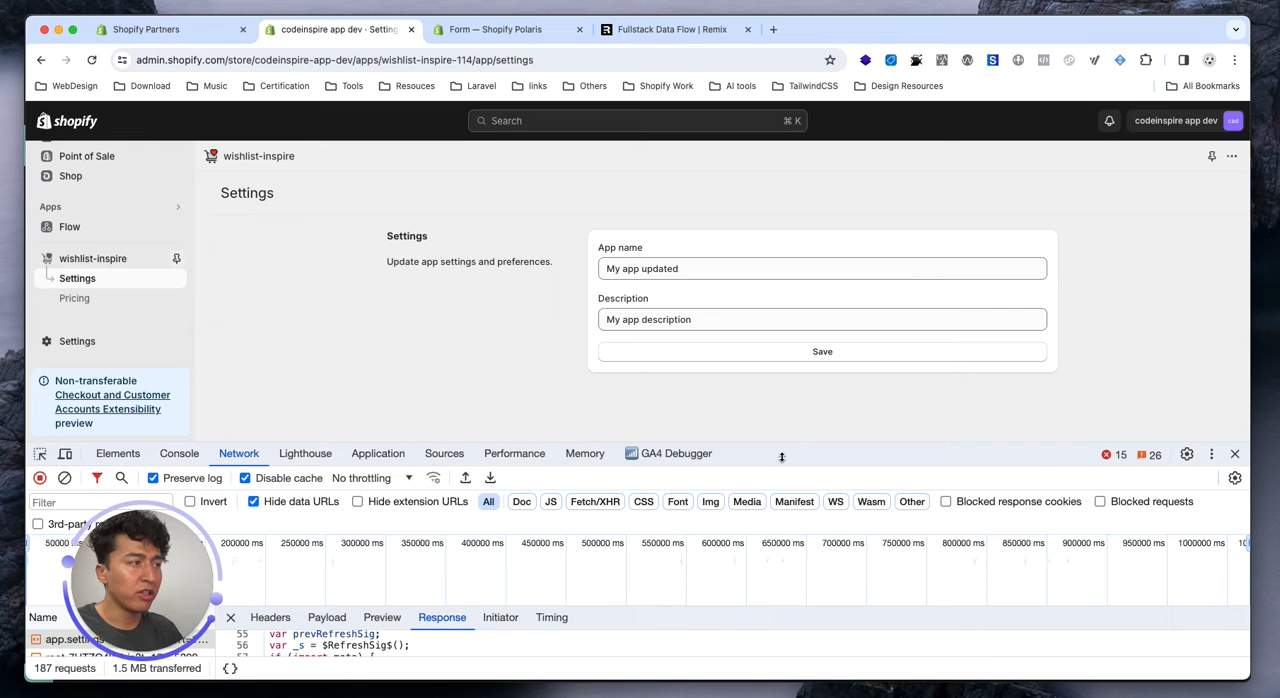 Shopify Partners
codeinspire app dev · Setting
Form — Shopify Polaris
Fullstack Data Flow | Remix
admin.shopify.com/store/codeinspire-app-dev/apps/wishlist-inspire-114/app/settings
WebDesign
Download
Music
Certification
Tools
Resouces
Laravel
links
Others
Shopify Work
AI tools
TailwindCSS
Design Resources
All Bookmarks
shopify
Search
⌘ K
codeinspire app dev
cad
Point of Sale
Shop
Apps
Flow
wishlist-inspire
Settings
Pricing
Settings
Non-transferable
Checkout and Customer
Accounts Extensibility
preview
wishlist-inspire
Settings
Settings
Update app settings and preferences.
App name
My app updated
Description
My app description
Save
Elements
Console
Network
Lighthouse
Application
Sources
Performance
Memory
GA4 Debugger
15
26
Preserve log
Disable cache
No throttling
Filter
Invert
Hide data URLs
Hide extension URLs
All
Doc
JS
Fetch/XHR
CSS
Font
Img
Media
Manifest
WS
Wasm
Other
Blocked response cookies
Blocked requests
3rd-party
50000
200000 ms
250000 ms
300000 ms
350000 ms
400000 ms
450000 ms
500000 ms
550000 ms
600000 ms
650000 ms
700000 ms
750000 ms
800000 ms
850000 ms
900000 ms
950000 ms
1000000 ms
Name
Headers
Payload
Preview
Response
Initiator
Timing
app.setting
55 var prevRefreshSig;
56 var _s = $RefreshSig$();
187 requests
1.5 MB transferred
{}